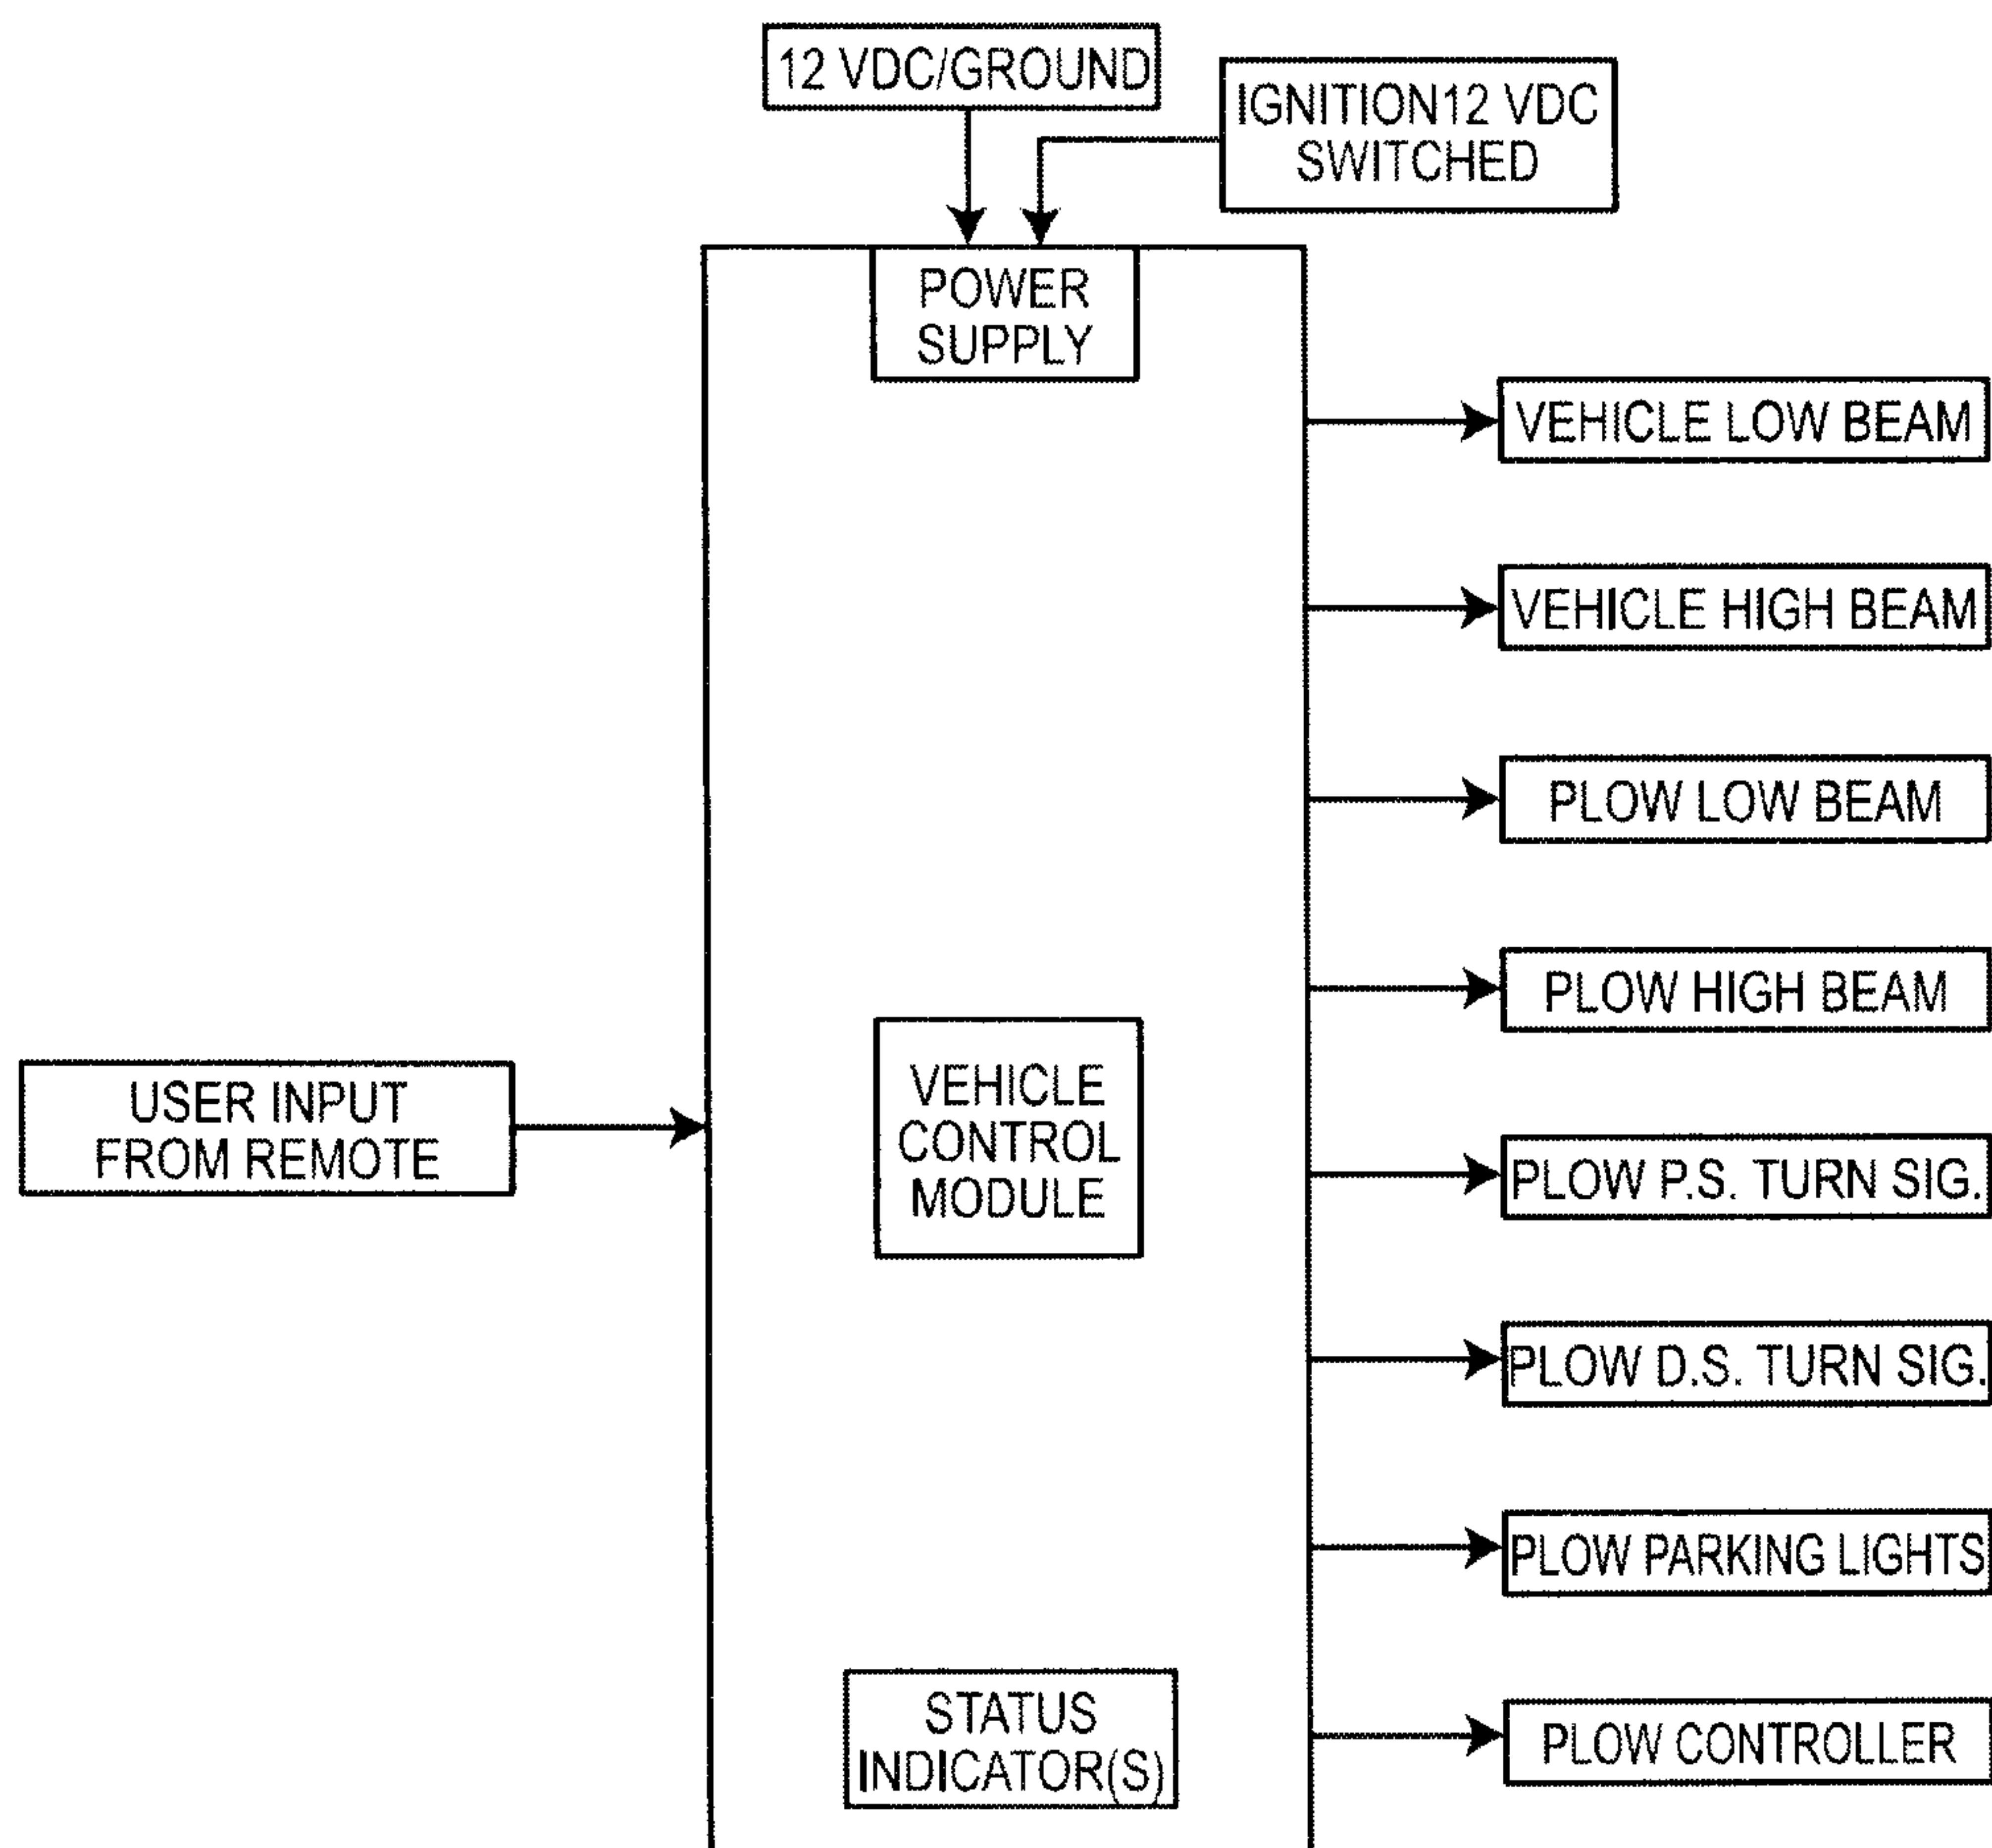 12 VDC/GROUND
IGNITION12 VDC
SWITCHED
POWER
SUPPLY
VEHICLE LOW BEAM
VEHICLE HIGH BEAM
PLOW LOW BEAM
PLOW HIGH BEAM
USER INPUT
FROM REMOTE
VEHICLE
CONTROL
MODULE
PLOW P.S. TURN SIG.
PLOW D.S. TURN SIG.
PLOW PARKING LIGHTS
STATUS
INDICATOR(S)
PLOW CONTROLLER